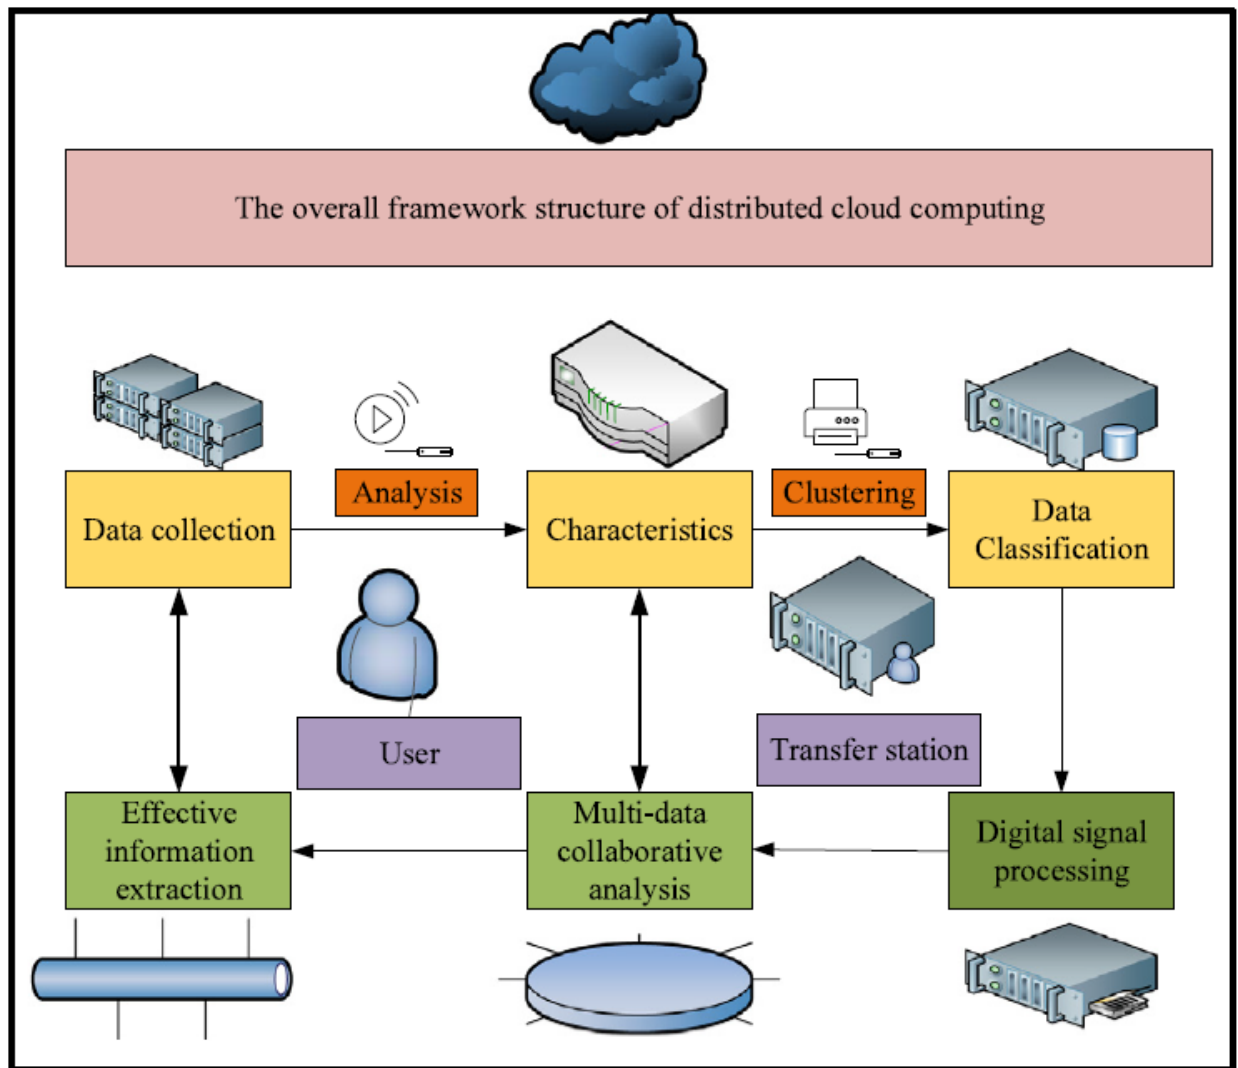 The overall framework structure of distributed cloud computing
Analysis
Clustering
Data collection
Characteristics
Data
Classification
User
Transfer station
Effective
information
extraction
Multi-data
collaborative
analysis
Digital signal
processing